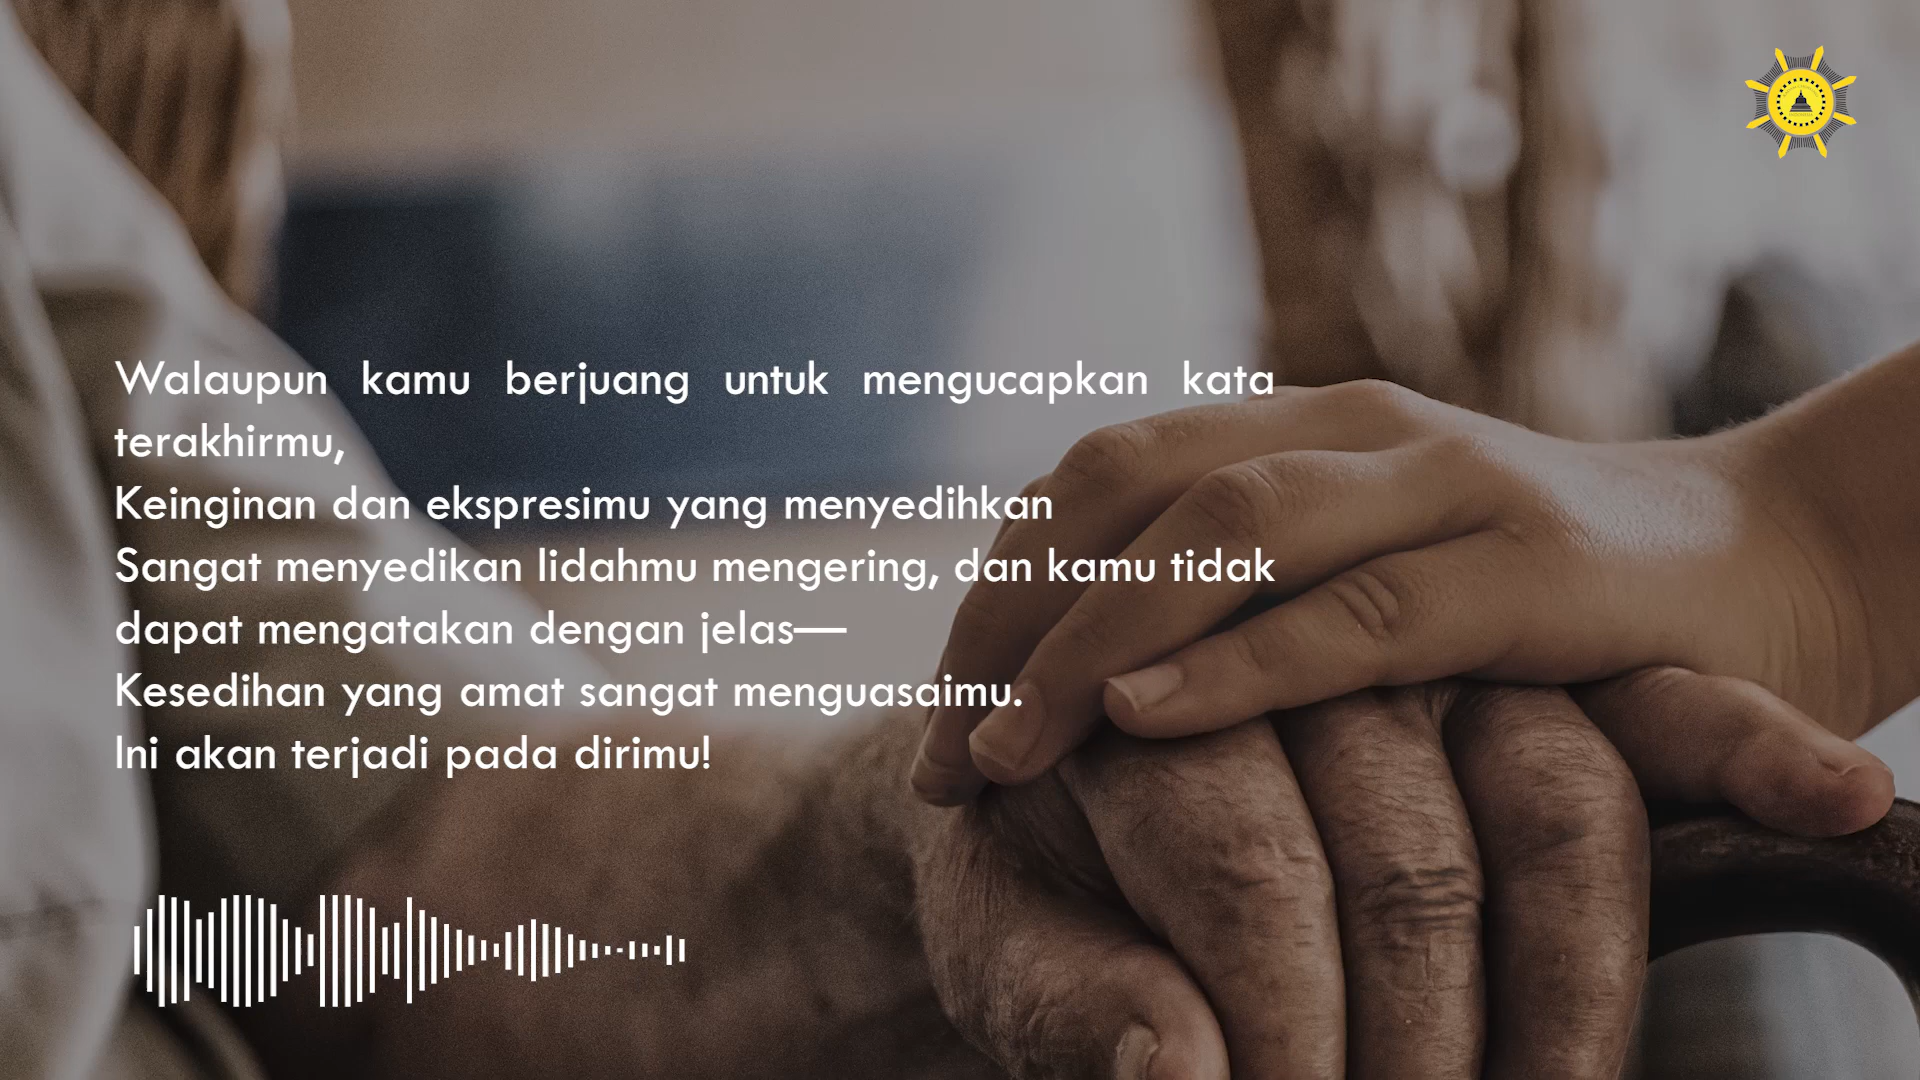 Walaupun kamu berjuang untuk mengucapkan kata
terakhirmu,
Keinginan dan ekspresimu yang menyedihkan
Sangat menyedikan lidahmu mengering, dan kamu tidak
dapat mengatakan dengan jelas—
Kesedihan yang amat sangat menguasaimu.
Ini akan terjadi pada dirimu!